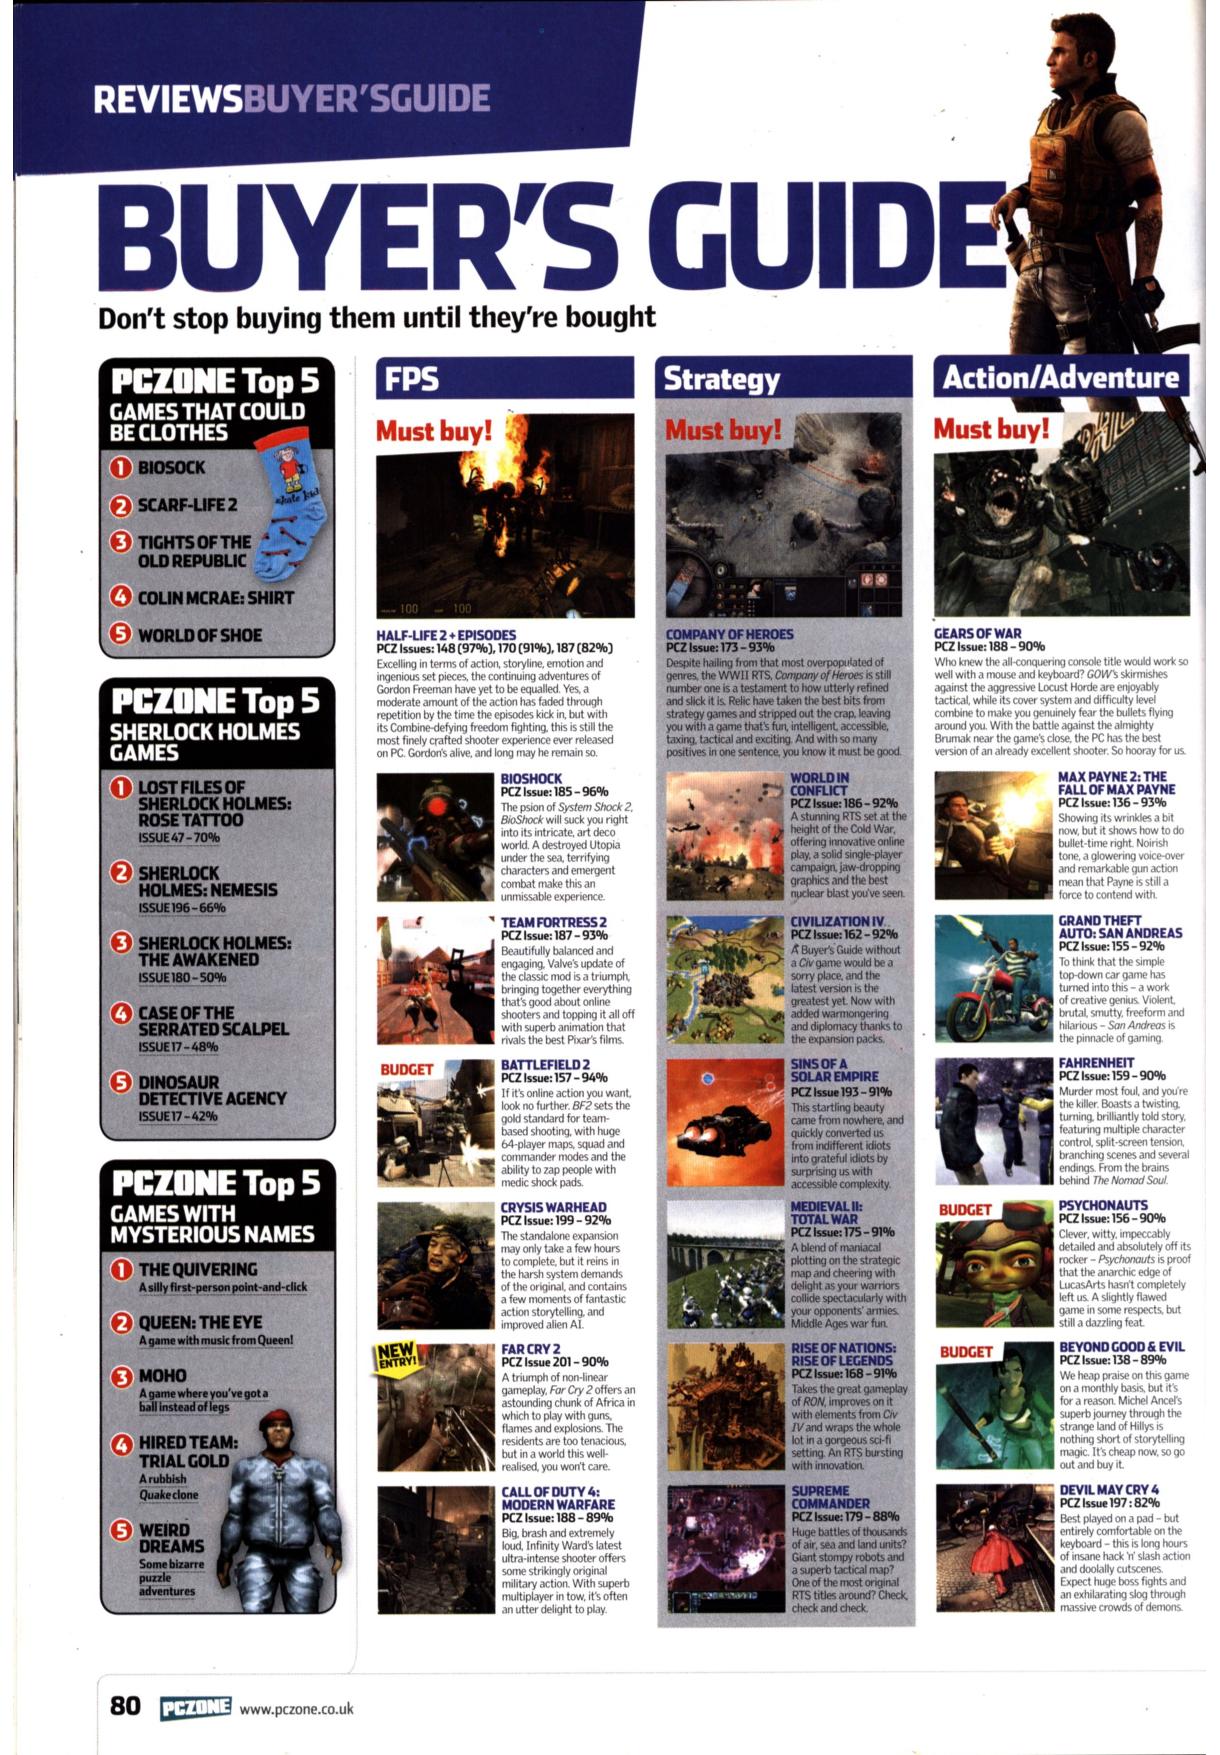 REVIEWSBUYER'SGUIDE
BUYER'S GUIDE
Don't stop buying them until they're bought
PCZONE Top 5
GAMES THAT COULD
BE CLOTHES
1 BIOSOCK
2 SCARF-LIFE 2
3 TIGHTS OF THE
OLD REPUBLIC
4 COLIN MCRAE: SHIRT
5 WORLD OF SHOE
skate kid
PCZONE Top 5
SHERLOCK HOLMES
GAMES
1 LOST FILES OF
SHERLOCK HOLMES:
ROSE TATTOO
ISSUE 47 – 70%
2 SHERLOCK
HOLMES: NEMESIS
ISSUE 196 – 66%
3 SHERLOCK HOLMES:
THE AWAKENED
ISSUE 180 – 50%
4 CASE OF THE
SERRATED SCALPEL
ISSUE 17 – 48%
5 DINOSAUR
DETECTIVE AGENCY
ISSUE 17 – 42%
PCZONE Top 5
GAMES WITH
MYSTERIOUS NAMES
1 THE QUIVERING
A silly first-person point-and-click
2 QUEEN: THE EYE
A game with music from Queen!
3 MOHO
A game where you've got a
ball instead of legs
4 HIRED TEAM:
TRIAL GOLD
A rubbish
Quake clone
5 WEIRD
DREAMS
Some bizarre
puzzle
adventures
FPS
Must buy!
100 100
HALF-LIFE 2 + EPISODES
PCZ Issues: 148 (97%), 170 (91%), 187 (82%)
Excelling in terms of action, storyline, emotion and
ingenious set pieces, the continuing adventures of
Gordon Freeman have yet to be equalled. Yes, a
moderate amount of the action has faded through
repetition by the time the episodes kick in, but with
its Combine-defying freedom fighting, this is still the
most finely crafted shooter experience ever released
on PC. Gordon's alive, and long may he remain so.
BIOSHOCK
PCZ Issue: 185 – 96%
The psion of System Shock 2,
BioShock will suck you right
into its intricate, art deco
world. A destroyed Utopia
under the sea, terrifying
characters and emergent
combat make this an
unmissable experience.
TEAM FORTRESS 2
PCZ Issue: 187 – 93%
Beautifully balanced and
engaging, Valve's update of
the classic mod is a triumph,
bringing together everything
that's good about online
shooters and topping it all off
with superb animation that
rivals the best Pixar's films.
BUDGET
BATTLEFIELD 2
PCZ Issue: 157 – 94%
If it's online action you want,
look no further. BF2 sets the
gold standard for team-
based shooting, with huge
64-player maps, squad and
commander modes and the
ability to zap people with
medic shock pads.
CRYSIS WARHEAD
PCZ Issue: 199 – 92%
The standalone expansion
may only take a few hours
to complete, but it reins in
the harsh system demands
of the original, and contains
a few moments of fantastic
action storytelling, and
improved alien AI.
NEW
ENTRY!
FAR CRY 2
PCZ Issue 201 – 90%
A triumph of non-linear
gameplay, Far Cry 2 offers an
astounding chunk of Africa in
which to play with guns,
flames and explosions. The
residents are too tenacious,
but in a world this well-
realised, you won't care.
CALL OF DUTY 4:
MODERN WARFARE
PCZ Issue: 188 – 89%
Big, brash and extremely
loud, Infinity Ward's latest
ultra-intense shooter offers
some strikingly original
military action. With superb
multiplayer in tow, it's often
an utter delight to play.
Strategy
Must buy!
COMPANY OF HEROES
PCZ Issue: 173 – 93%
Despite hailing from that most overpopulated of
genres, the WWII RTS, Company of Heroes is still
number one is a testament to how utterly refined
and slick it is. Relic have taken the best bits from
strategy games and stripped out the crap, leaving
you with a game that's fun, intelligent, accessible,
taxing, tactical and exciting. And with so many
positives in one sentence, you know it must be good.
WORLD IN
CONFLICT
PCZ Issue: 186 – 92%
A stunning RTS set at the
height of the Cold War,
offering innovative online
play, a solid single-player
campaign, jaw-dropping
graphics and the best
nuclear blast you've seen.
CIVILIZATION IV
PCZ Issue: 162 – 92%
A Buyer's Guide without
a Civ game would be a
sorry place, and the
latest version is the
greatest yet. Now with
added warmongering
and diplomacy thanks to
the expansion packs.
SINS OF A
SOLAR EMPIRE
PCZ Issue 193 – 91%
This startling beauty
came from nowhere, and
quickly converted us
from indifferent idiots
into grateful idiots by
surprising us with
accessible complexity.
MEDIEVAL II:
TOTAL WAR
PCZ Issue: 175 – 91%
A blend of maniacal
plotting on the strategic
map and cheering with
delight as your warriors
collide spectacularly with
your opponents' armies.
Middle Ages war fun.
RISE OF NATIONS:
RISE OF LEGENDS
PCZ Issue: 168 – 91%
Takes the great gameplay
of RON, improves on it
with elements from Civ
IV and wraps the whole
lot in a gorgeous sci-fi
setting. An RTS bursting
with innovation.
SUPREME
COMMANDER
PCZ Issue: 179 – 88%
Huge battles of thousands
of air, sea and land units?
Giant stompy robots and
a superb tactical map?
One of the most original
RTS titles around? Check,
check and check.
Action/Adventure
Must buy!
GEARS OF WAR
PCZ Issue: 188 – 90%
Who knew the all-conquering console title would work so
well with a mouse and keyboard? GOW's skirmishes
against the aggressive Locust Horde are enjoyably
tactical, while its cover system and difficulty level
combine to make you genuinely fear the bullets flying
around you. With the battle against the almighty
Brumak near the game's close, the PC has the best
version of an already excellent shooter. So hooray for us.
MAX PAYNE 2: THE
FALL OF MAX PAYNE
PCZ Issue: 136 – 93%
Showing its wrinkles a bit
now, but it shows how to do
bullet-time right. Noirish
tone, a glowering voice-over
and remarkable gun action
mean that Payne is still a
force to contend with.
GRAND THEFT
AUTO: SAN ANDREAS
PCZ Issue: 155 – 92%
To think that the simple
top-down car game has
turned into this – a work
of creative genius. Violent,
brutal, smutty, freeform and
hilarious – San Andreas is
the pinnacle of gaming.
FAHRENHEIT
PCZ Issue: 159 – 90%
Murder most foul, and you're
the killer. Boasts a twisting,
turning, brilliantly told story,
featuring multiple character
control, split-screen tension,
branching scenes and several
endings. From the brains
behind The Nomad Soul.
BUDGET
PSYCHONAUTS
PCZ Issue: 156 – 90%
Clever, witty, impeccably
detailed and absolutely off its
rocker – Psychonauts is proof
that the anarchic edge of
LucasArts hasn't completely
left us. A slightly flawed
game in some respects, but
still a dazzling feat.
BUDGET
BEYOND GOOD & EVIL
PCZ Issue: 138 – 89%
We heap praise on this game
on a monthly basis, but it's
for a reason. Michel Ancel's
superb journey through the
strange land of Hillys is
nothing short of storytelling
magic. It's cheap now, so go
out and buy it.
DEVIL MAY CRY 4
PCZ Issue 197 : 82%
Best played on a pad – but
entirely comfortable on the
keyboard – this is long hours
of insane hack 'n' slash action
and doolally cutscenes.
Expect huge boss fights and
an exhilarating slog through
massive crowds of demons.
80 PCZONE www.pczone.co.uk